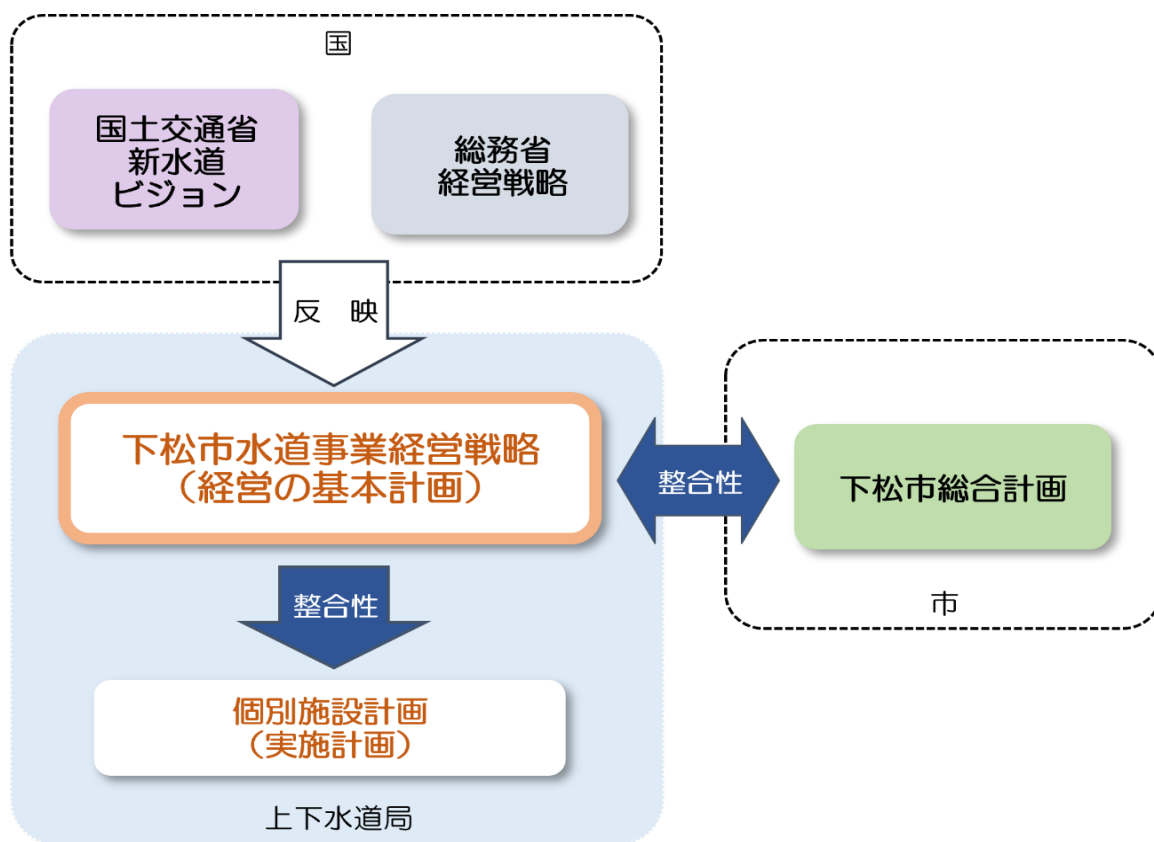 国
国土交通省
新水道
ビジョン
総務省
経営戦略
反　映
下松市水道事業経営戦略
（経営の基本計画）
整合性
下松市総合計画
市
整合性
個別施設計画
（実施計画）
上下水道局